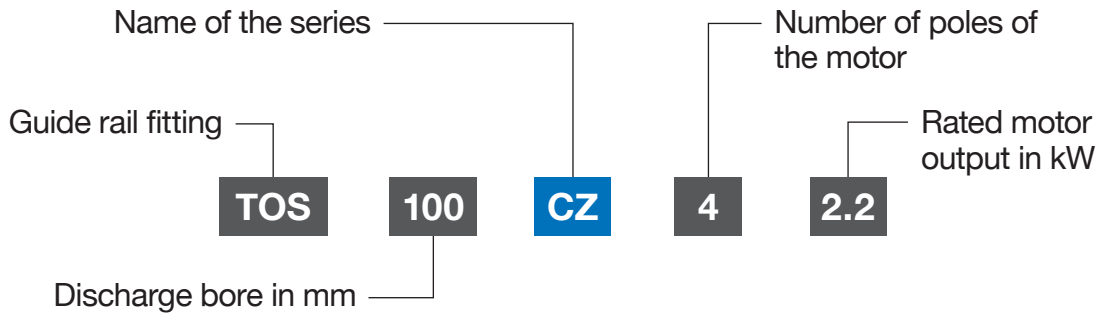 Name of the series
Number of poles of
the motor
Guide rail fitting
Rated motor
output in kW
TOS 100 CZ 4 2.2
Discharge bore in mm